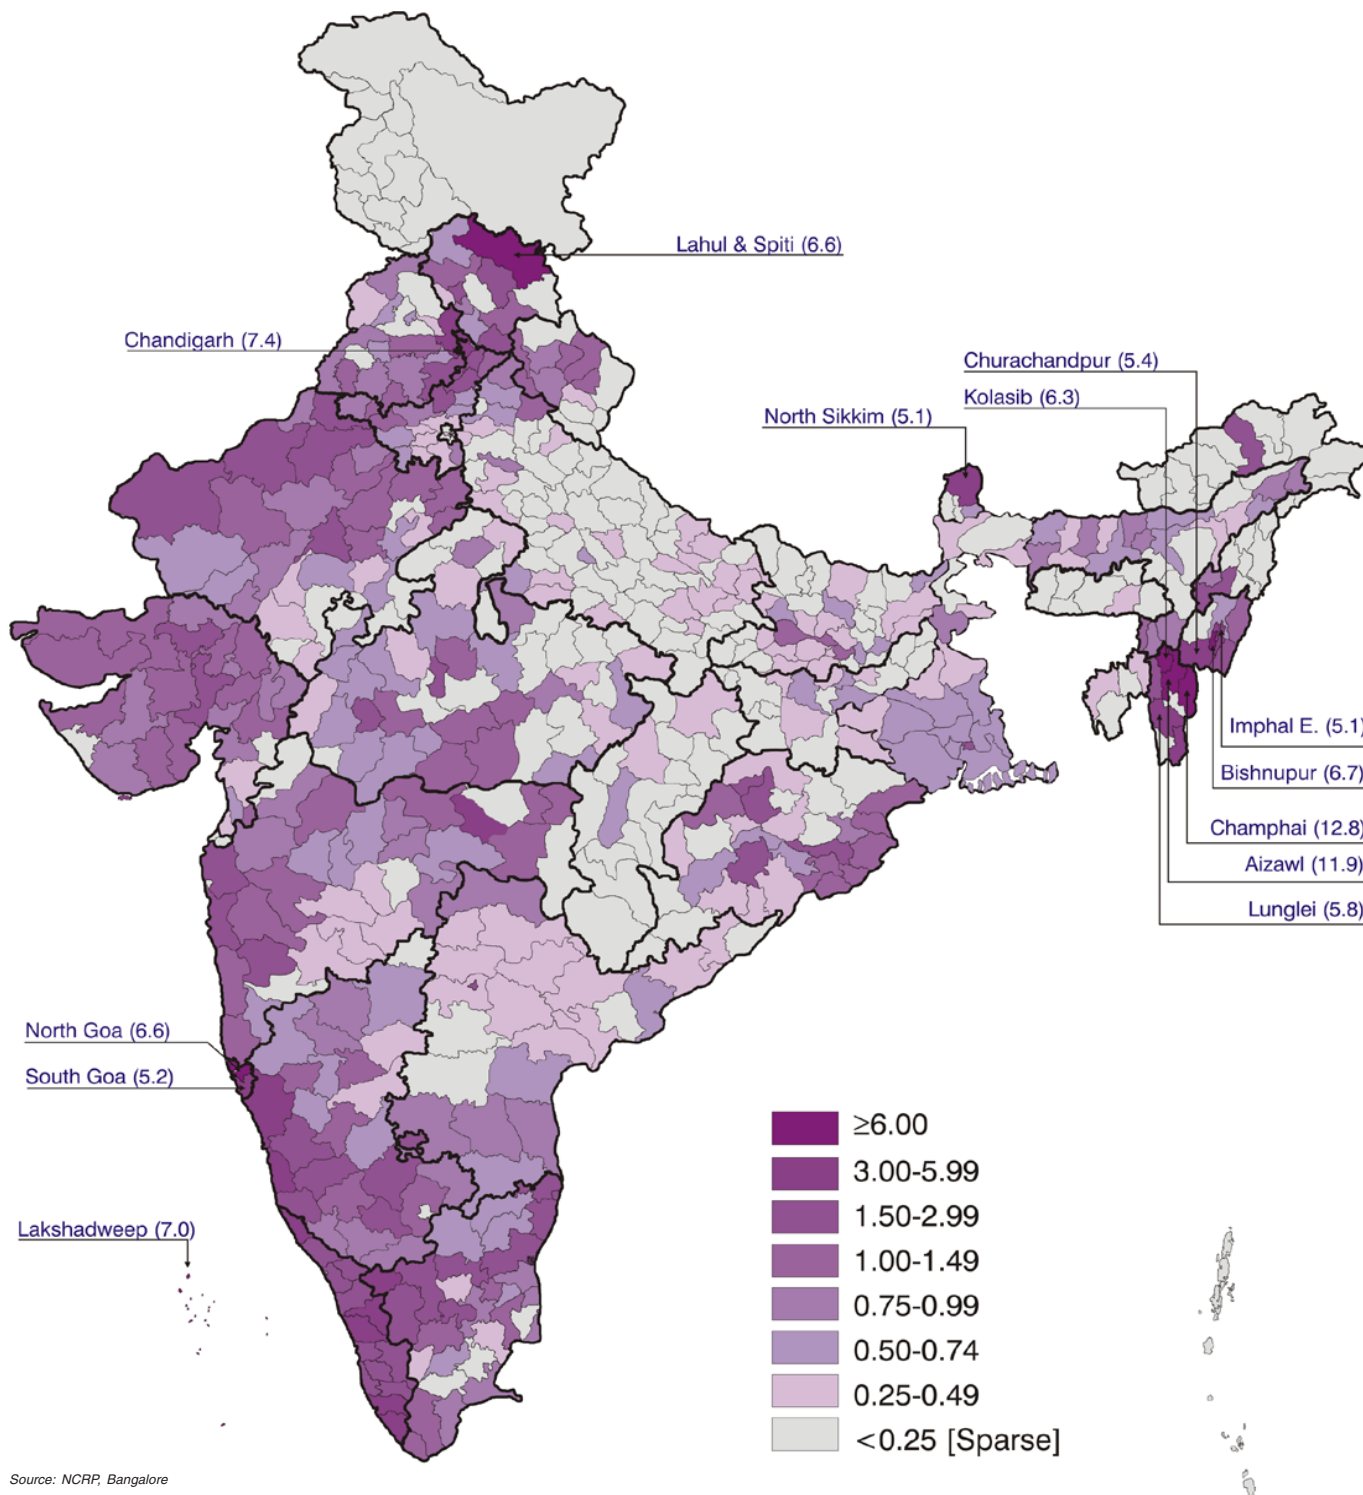 Lahul & Spiti (6.6)
Chandigarh (7.4)
Churachandpur (5.4)
Kolasib (6.3)
North Sikkim (5.1)
Imphal E. (5.1)
Bishnupur (6.7)
Champhai (12.8)
Aizawl (11.9)
Lunglei (5.8)
North Goa (6.6)
South Goa (5.2)
Lakshadweep (7.0)
≥6.00
3.00-5.99
1.50-2.99
1.00-1.49
0.75-0.99
0.50-0.74
0.25-0.49
<0.25 [Sparse]
Source: NCRP, Bangalore